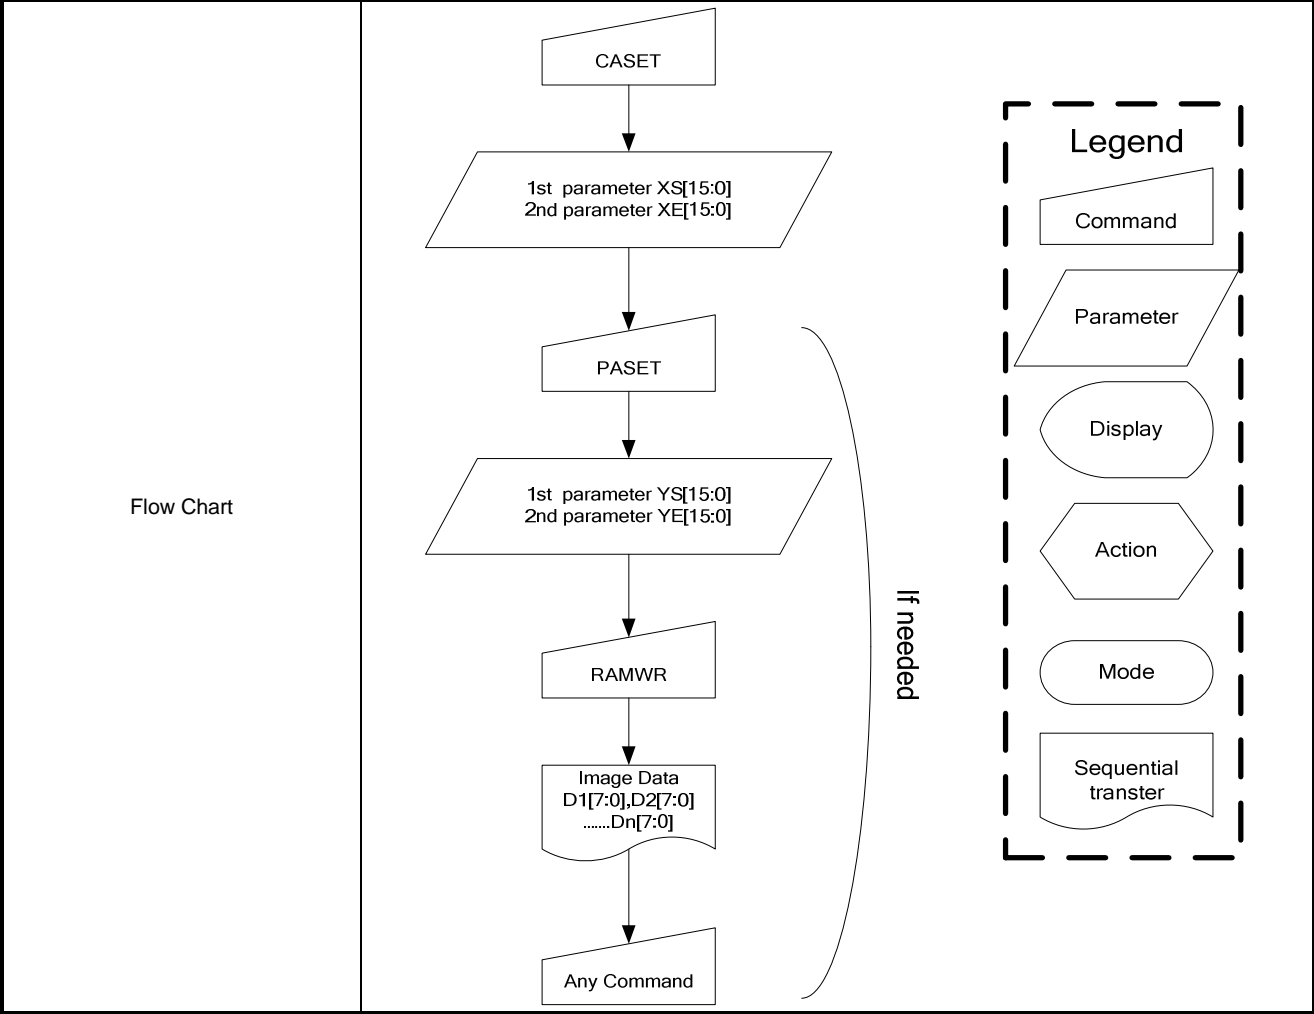 Flow Chart
CASET
1st  parameter XS[15:0]
2nd parameter XE[15:0]
PASET
1st  parameter YS[15:0]
2nd parameter YE[15:0]
RAMWR
Image Data
D1[7:0],D2[7:0]
.......Dn[7:0]
Any Command
If needed
Legend
Command
Parameter
Display
Action
Mode
Sequential
transter